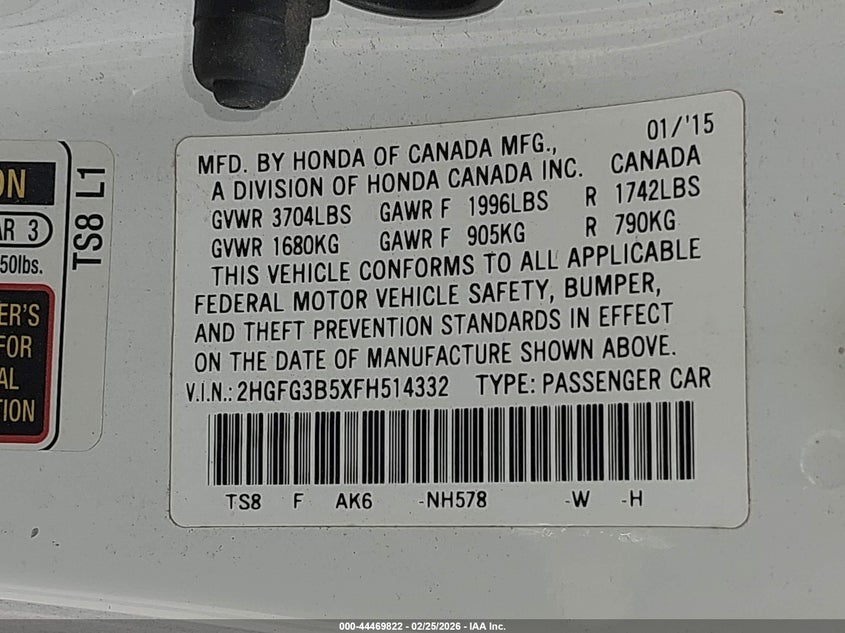 ON
AR 3
50lbs.
ER'S
FOR
AL
TION
TS8 L1
01/'15
MFD. BY HONDA OF CANADA MFG.,
A DIVISION OF HONDA CANADA INC. CANADA
GVWR 3704LBS GAWR F 1996LBS R 1742LBS
GVWR 1680KG GAWR F 905KG R 790KG
THIS VEHICLE CONFORMS TO ALL APPLICABLE
FEDERAL MOTOR VEHICLE SAFETY, BUMPER,
AND THEFT PREVENTION STANDARDS IN EFFECT
ON THE DATE OF MANUFACTURE SHOWN ABOVE.
V.I.N.: 2HGFG3B5XFH514332 TYPE: PASSENGER CAR
TS8 F AK6 -NH578 -W -H
000-44469822 - 02/25/2026 - IAA Inc.